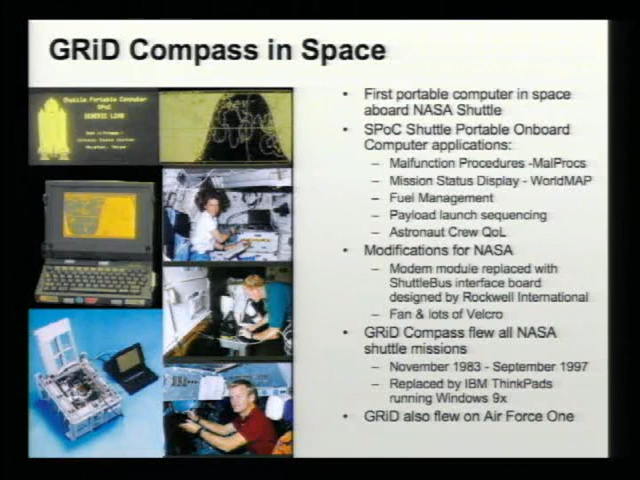 GRiD Compass in Space
Shuttle Portable Computer
SPoC
GENERIC LOAD
• First portable computer in space
aboard NASA Shuttle
• SPoC Shuttle Portable Onboard
Computer applications:
– Malfunction Procedures -MalProcs
– Mission Status Display - WorldMAP
– Fuel Management
– Payload launch sequencing
– Astronaut Crew QoL
• Modifications for NASA
– Modem module replaced with
ShuttleBus interface board
designed by Rockwell International
– Fan & lots of Velcro
• GRiD Compass flew all NASA
shuttle missions
– November 1983 - September 1997
– Replaced by IBM ThinkPads
running Windows 9x
• GRiD also flew on Air Force One